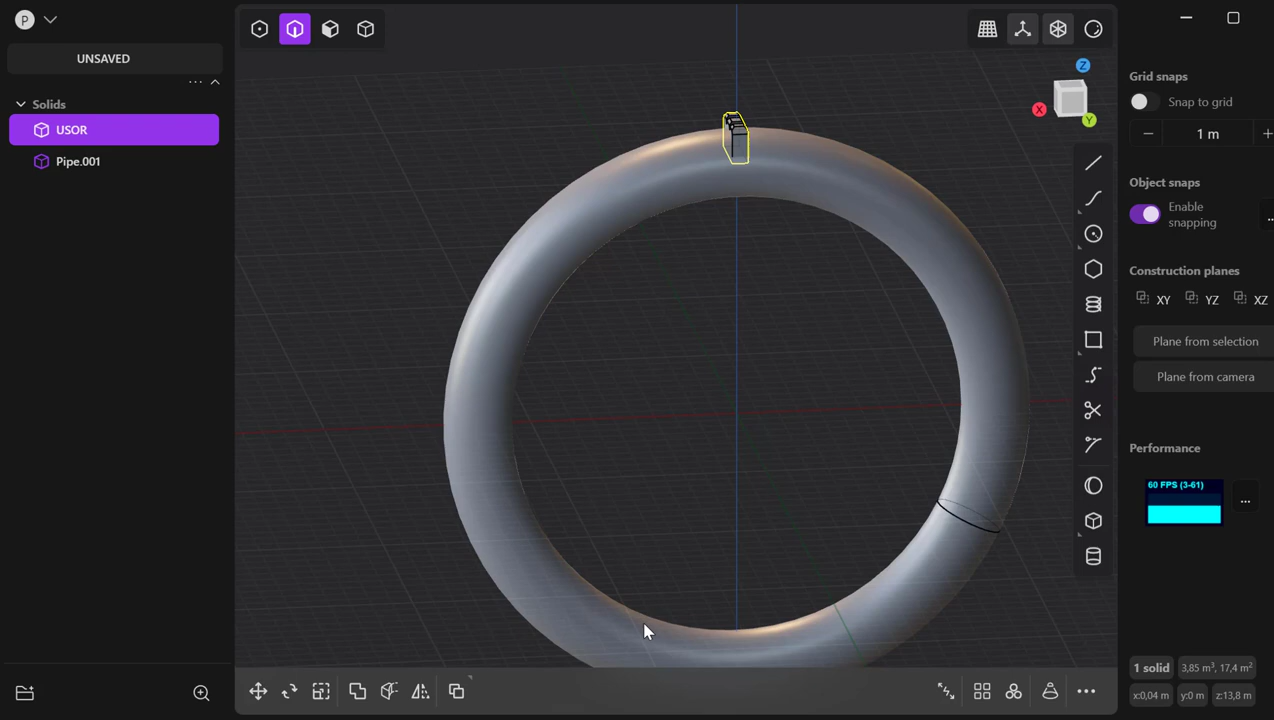 P
UNSAVED
Solids
USOR
Pipe.001
Z
X
Y
Grid snaps
Snap to grid
1 m
Object snaps
Enable
snapping
Construction planes
XY
YZ
XZ
Plane from selection
Plane from camera
Performance
60 FPS (3-61)
1 solid
3,85 m³, 17,4 m²
x:0,04 m
y:0 m
z:13,8 m